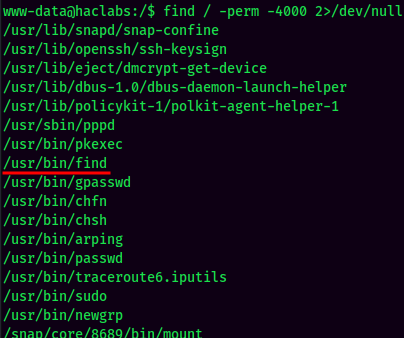 www-data@haclabs:/$ find / -perm -4000 2>/dev/null
/usr/lib/snapd/snap-confine
/usr/lib/openssh/ssh-keysign
/usr/lib/eject/dmcrypt-get-device
/usr/lib/dbus-1.0/dbus-daemon-launch-helper
/usr/lib/policykit-1/polkit-agent-helper-1
/usr/sbin/pppd
/usr/bin/pkexec
/usr/bin/find
/usr/bin/gpasswd
/usr/bin/chfn
/usr/bin/chsh
/usr/bin/arping
/usr/bin/passwd
/usr/bin/traceroute6.iputils
/usr/bin/sudo
/usr/bin/newgrp
/snap/core/8689/bin/mount